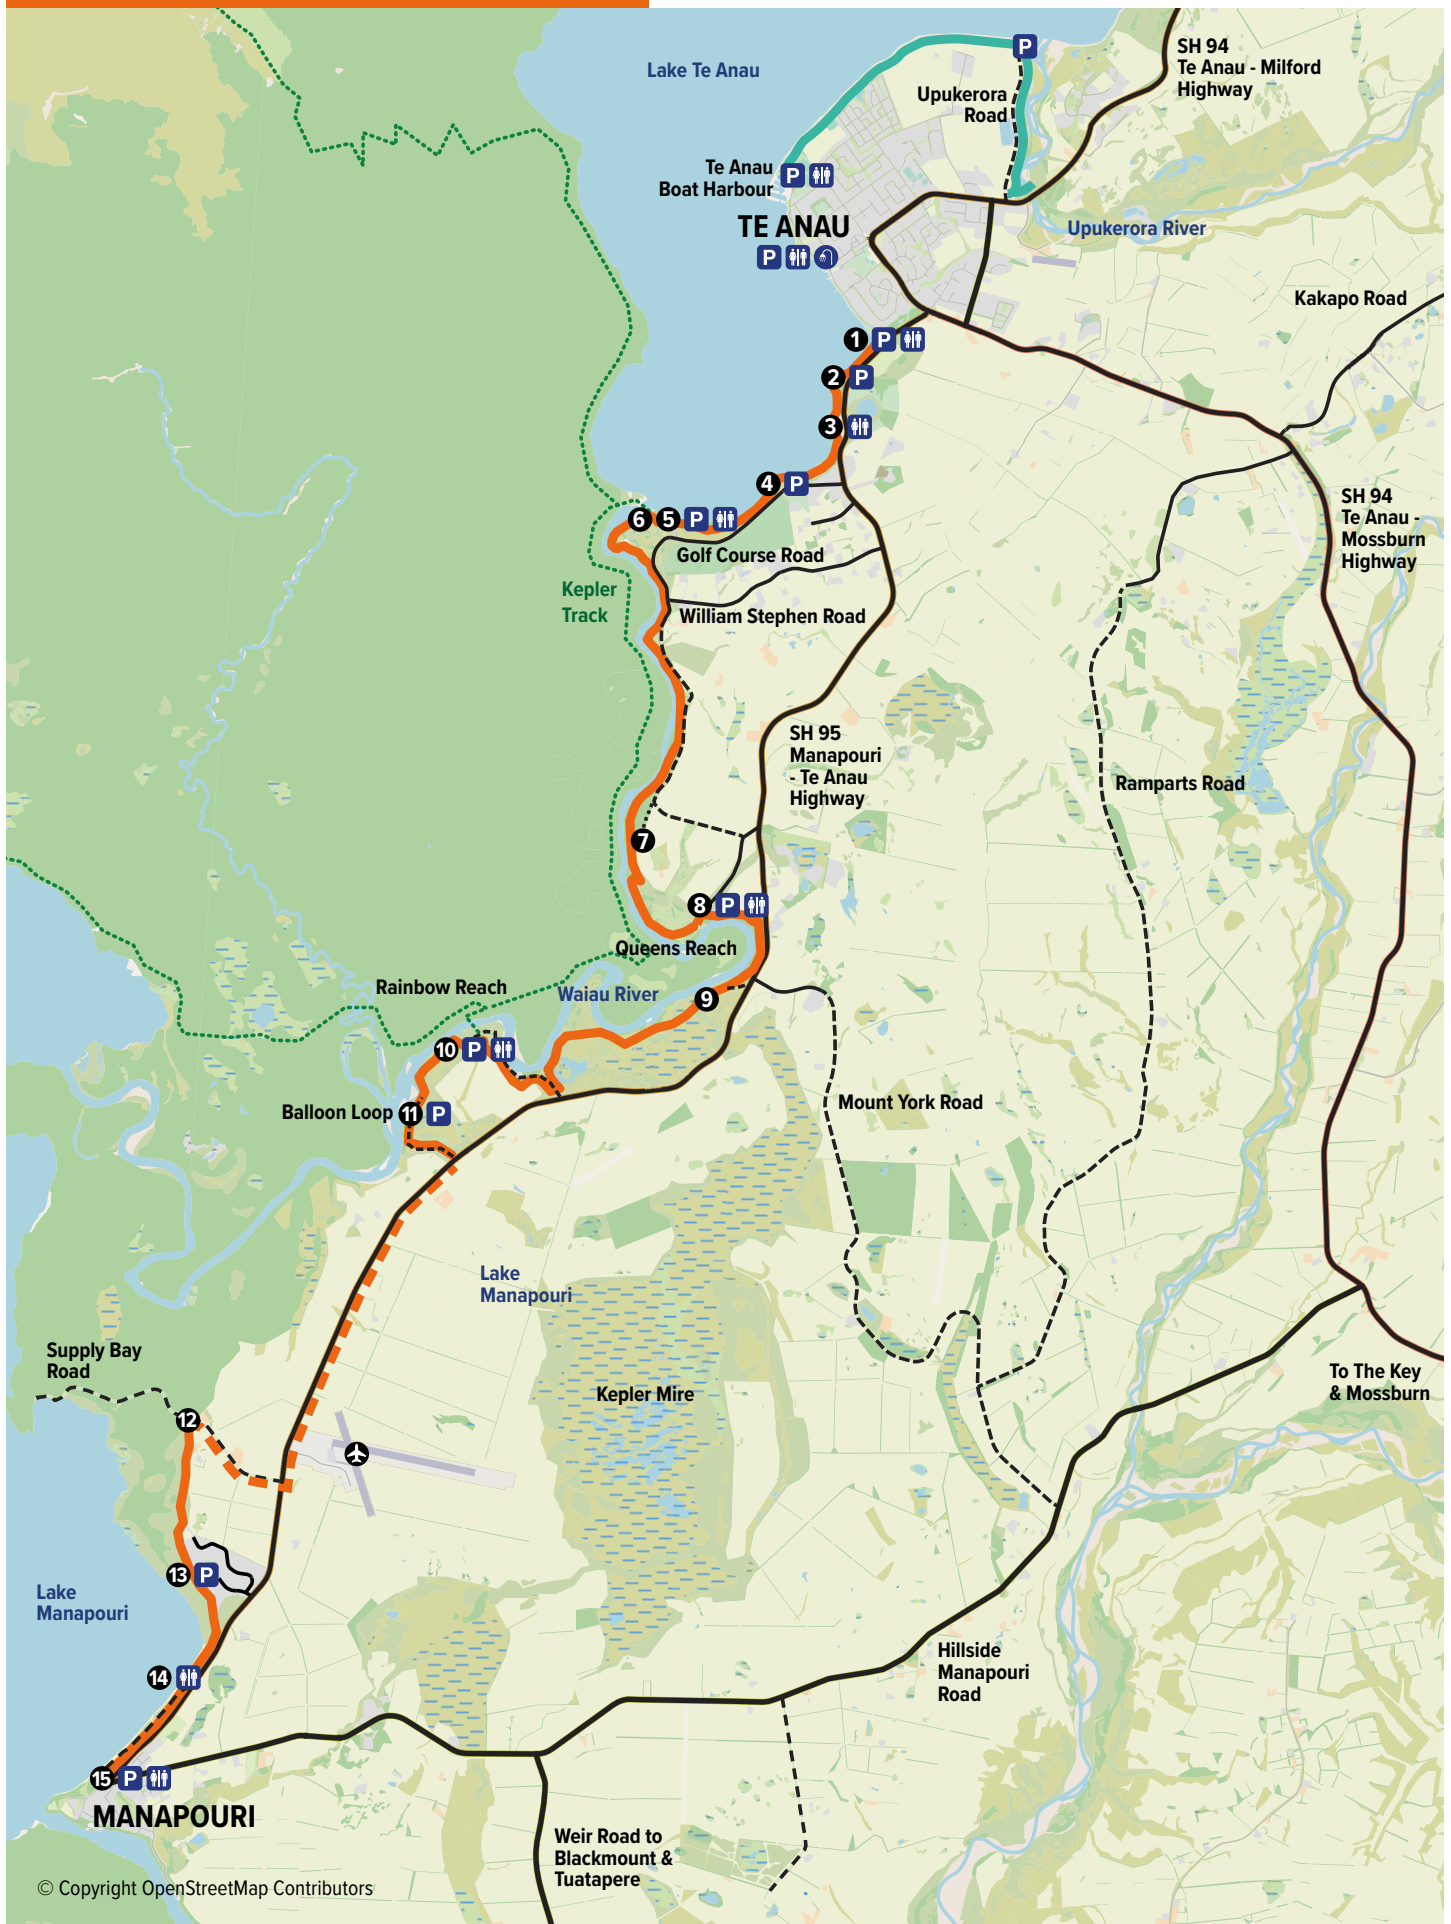 P
Lake Te Anau
SH 94
Te Anau - Milford
Highway
Upukerora
Road
Te Anau
Boat Harbour
P
TE ANAU
P
Upukerora River
Kakapo Road
1 P
2 P
3
4 P
SH 94
Te Anau -
Mossburn
Highway
6 5 P
Golf Course Road
Kepler
Track
William Stephen Road
SH 95
Manapouri
- Te Anau
Highway
Ramparts Road
7
8 P
Queens Reach
Rainbow Reach
Waiau River
9
10 P
Balloon Loop 11 P
Mount York Road
Lake
Manapouri
Supply Bay
Road
Kepler Mire
To The Key
& Mossburn
12
13 P
Lake
Manapouri
14
Hillside
Manapouri
Road
15 P
MANAPOURI
Weir Road to
Blackmount &
Tuatapere
© Copyright OpenStreetMap Contributors